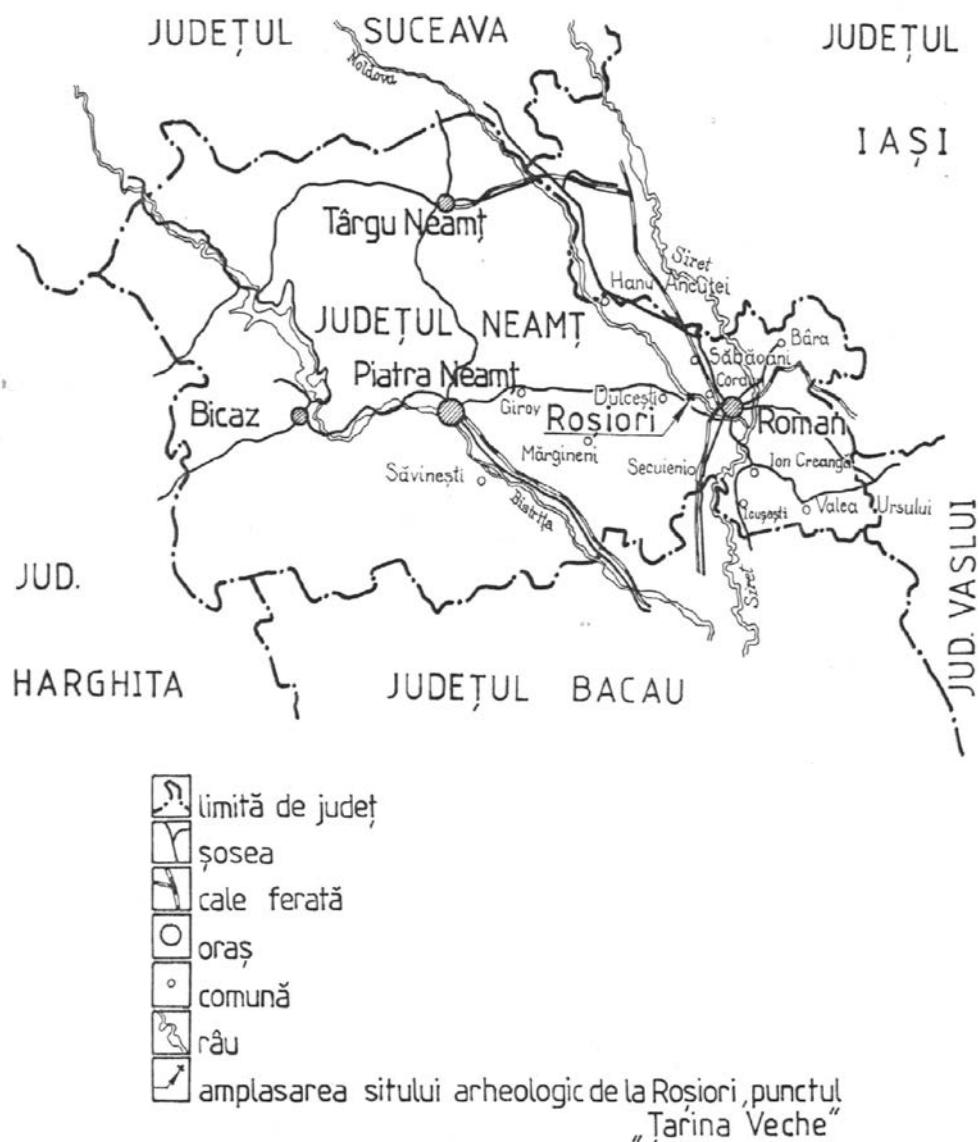 JUDEȚUL SUCEAVA
JUDEȚUL
IAȘI
Moldova
Târgu Neamț
Siret
Hanu Ancuței
JUDEȚUL NEAMȚ
Bâra
Săbăoani
Piatra Neamț
Cordun
Bicaz
Girov
Dulcești
Roșiori
Roman
Mărgineni
Secuieni
Ion Creangă
Săvinești
Bistrița
Icușești
Valea Ursului
Siret
JUD.
HARGHITA
JUDEȚUL BACAU
JUD. VASLUI
limită de județ
șosea
cale ferată
oraș
comună
râu
amplasarea sitului arheologic de la Roșiori, punctul
„Țarina Veche"